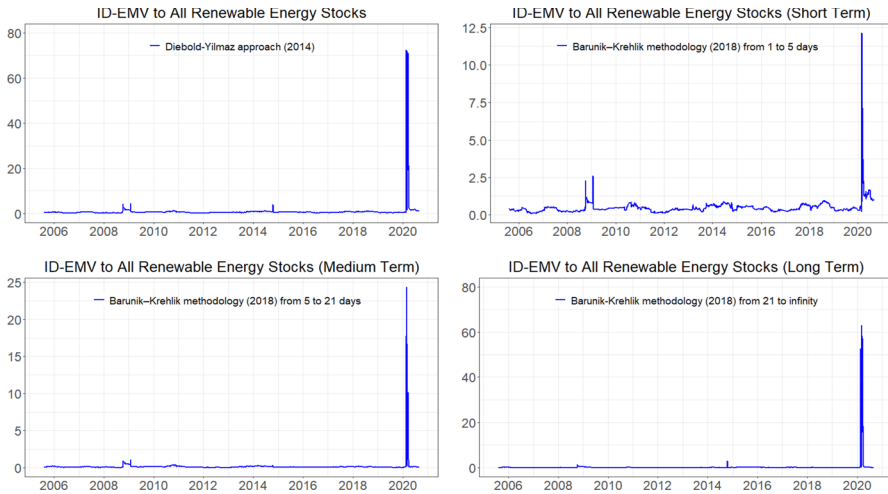 ID-EMV to All Renewable Energy Stocks
Diebold-Yilmaz approach (2014)
80
60
40
20
0
2006 2008 2010 2012 2014 2016 2018 2020
ID-EMV to All Renewable Energy Stocks (Short Term)
Barunik–Krehlik methodology (2018) from 1 to 5 days
12.5
10.0
7.5
5.0
2.5
0.0
2006 2008 2010 2012 2014 2016 2018 2020
ID-EMV to All Renewable Energy Stocks (Medium Term)
Barunik–Krehlik methodology (2018) from 5 to 21 days
25
20
15
10
5
0
2006 2008 2010 2012 2014 2016 2018 2020
ID-EMV to All Renewable Energy Stocks (Long Term)
Barunik-Krehlik methodology (2018) from 21 to infinity
80
60
40
20
0
2006 2008 2010 2012 2014 2016 2018 2020